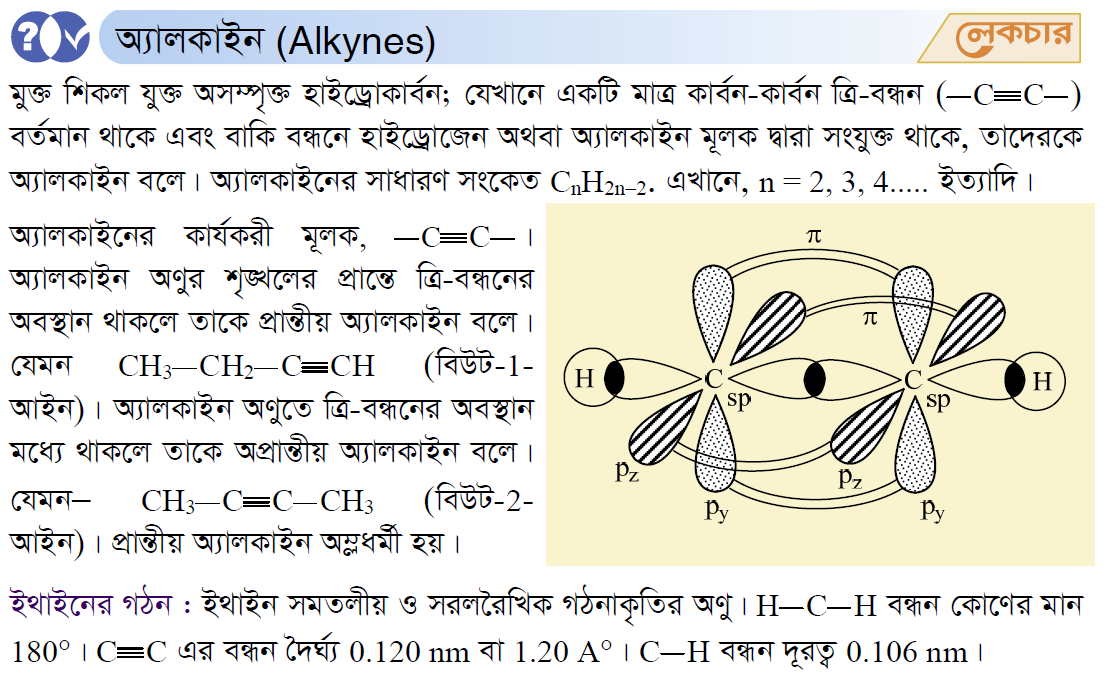 অ্যালকাইন (Alkynes)
লেকচার
মুক্ত শিকল যুক্ত অসম্পৃক্ত হাইড্রোকার্বন; যেখানে একটি মাত্র কার্বন-কার্বন ত্রি-বন্ধন (—C≡C—)
বর্তমান থাকে এবং বাকি বন্ধনে হাইড্রোজেন অথবা অ্যালকাইন মূলক দ্বারা সংযুক্ত থাকে, তাদেরকে
অ্যালকাইন বলে। অ্যালকাইনের সাধারণ সংকেত CₙH₂ₙ₋₂. এখানে, n = 2, 3, 4..... ইত্যাদি।
অ্যালকাইনের কার্যকরী মূলক, —C≡C—।
অ্যালকাইন অণুর শৃঙ্খলের প্রান্তে ত্রি-বন্ধনের
অবস্থান থাকলে তাকে প্রান্তীয় অ্যালকাইন বলে।
যেমন CH₃—CH₂—C≡CH (বিউট-1-
আইন)। অ্যালকাইন অণুতে ত্রি-বন্ধনের অবস্থান
মধ্যে থাকলে তাকে অপ্রান্তীয় অ্যালকাইন বলে।
যেমন– CH₃—C≡C—CH₃ (বিউট-2-
আইন)। প্রান্তীয় অ্যালকাইন অম্লধর্মী হয়।
π
π
H C C H
sp sp
p_z p_z
p_y p_y
ইথাইনের গঠন : ইথাইন সমতলীয় ও সরলরৈখিক গঠনাকৃতির অণু। H—C—H বন্ধন কোণের মান
180°। C≡C এর বন্ধন দৈর্ঘ্য 0.120 nm বা 1.20 A°। C—H বন্ধন দূরত্ব 0.106 nm।